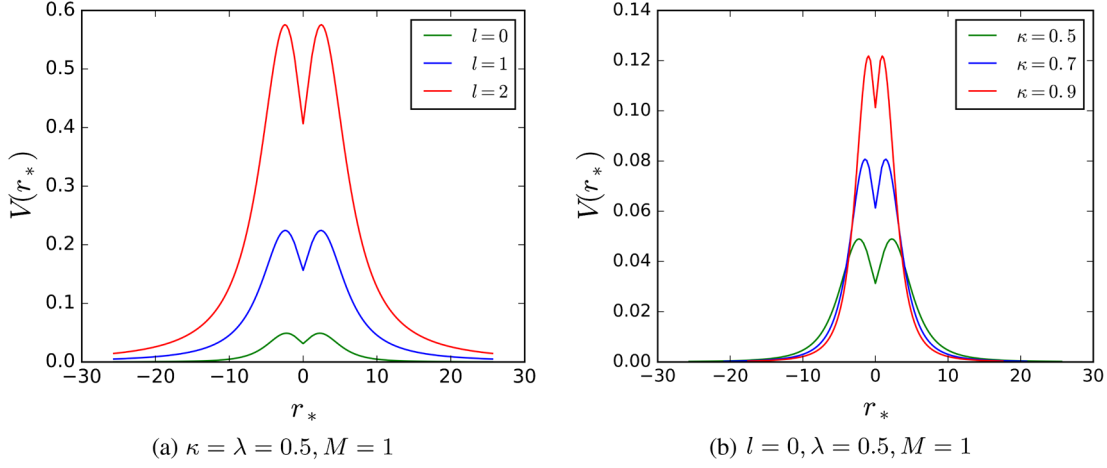 0.6
0.5
0.4
0.3
0.2
0.1
0.0
−30 −20 −10 0 10 20 30
V(r*)
r*
l = 0
l = 1
l = 2
(a) κ = λ = 0.5, M = 1
0.14
0.12
0.10
0.08
0.06
0.04
0.02
0.00
−30 −20 −10 0 10 20 30
V(r*)
r*
κ = 0.5
κ = 0.7
κ = 0.9
(b) l = 0, λ = 0.5, M = 1